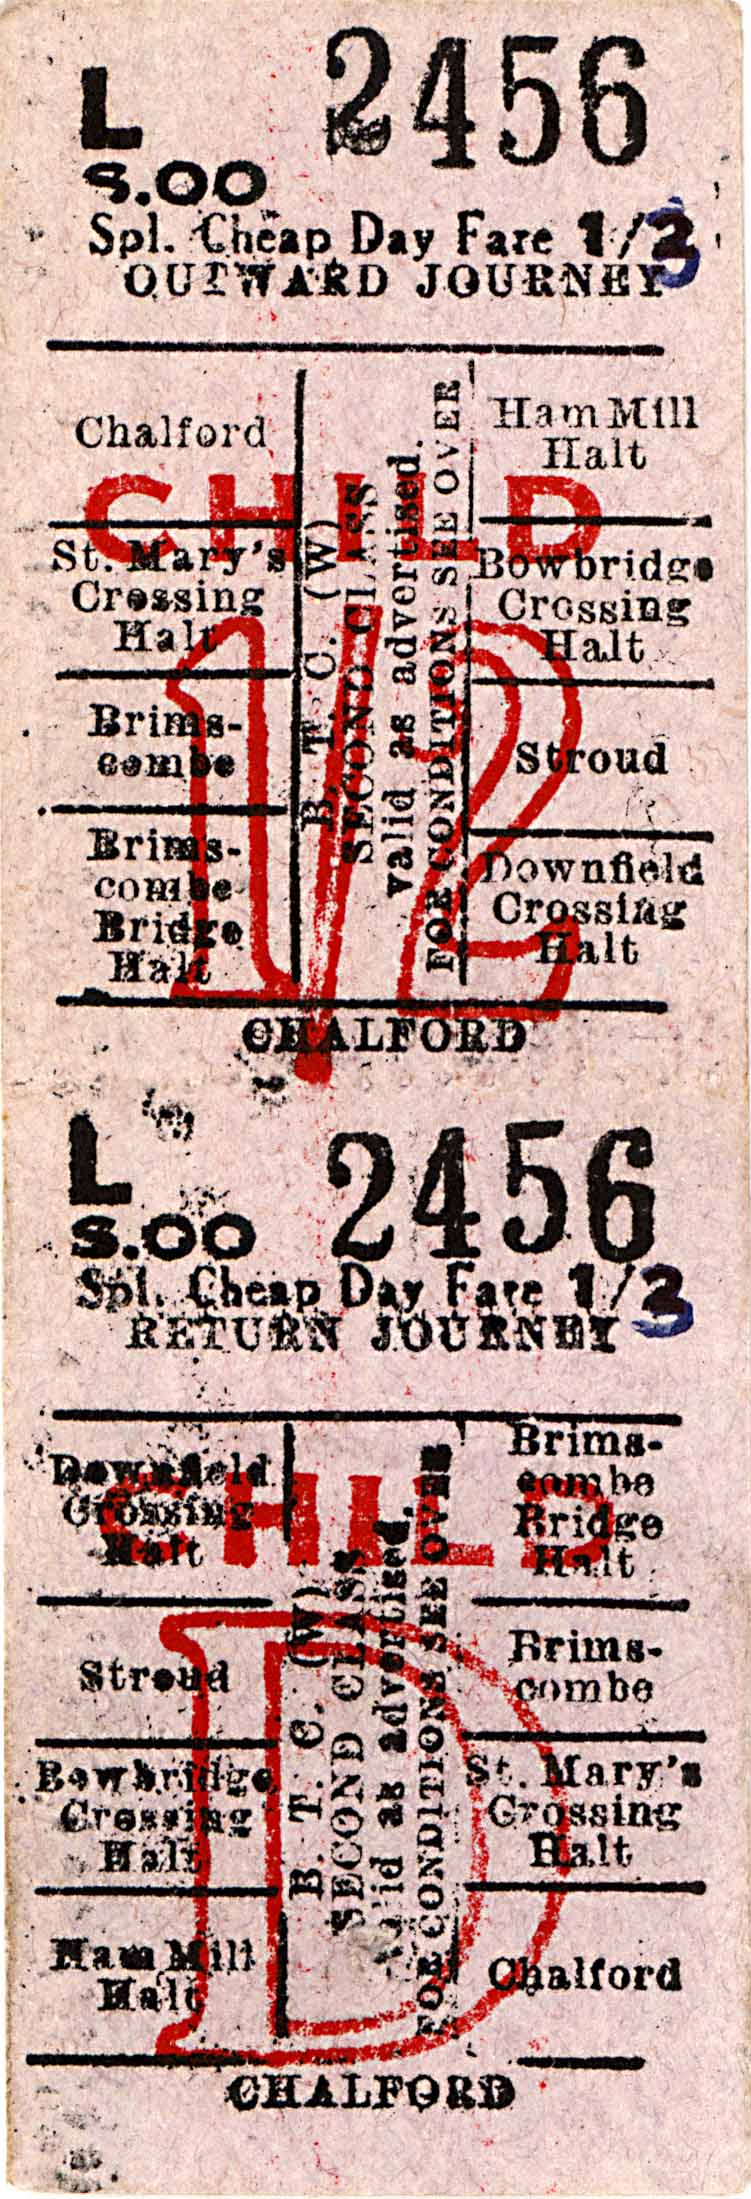 L 2456
S.00
Spl. Cheap Day Fare 1/3
OUTWARD JOURNEY
Chalford
St. Mary's
Crossing
Halt
Brims-
combe
Brims-
combe
Bridge
Halt
B. T. C. (W)
SECOND CLASS
valid as advertised.
FOR CONDITIONS SEE OVER
Ham Mill
Halt
Bowbridge
Crossing
Halt
Stroud
Downfield
Crossing
Halt
CHILD
1/2
CHALFORD
L 2456
S.00
Spl. Cheap Day Fare 1/3
RETURN JOURNEY
Downfield
Crossing
Halt
Stroud
Bowbridge
Crossing
Halt
Ham Mill
Halt
B. T. C. (W)
SECOND CLASS
valid as advertised.
FOR CONDITIONS SEE OVER
Brims-
combe
Bridge
Halt
Brims-
combe
St. Mary's
Crossing
Halt
Chalford
CHILD
D
CHALFORD